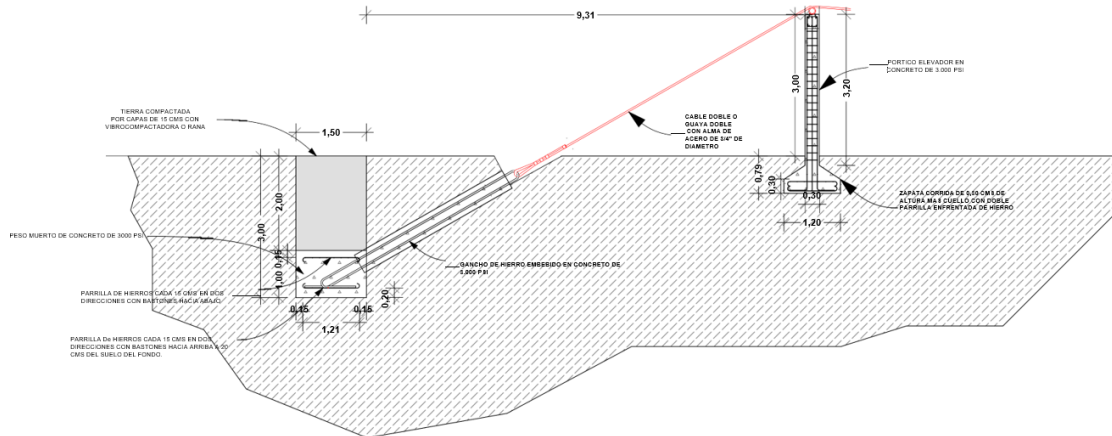 9,31
3,00
3,20
PORTICO ELEVADOR EN
CONCRETO DE 3.000 PSI
TIERRA COMPACTADA
POR CAPAS DE 15 CMS CON
VIBROCOMPACTADORA O RANA
1,50
CABLE DOBLE O
GUAYA DOBLE
CON ALMA DE
ACERO DE 3/4" DE
DIAMETRO
2,00
3,00
0,79
0,30
0,30
1,20
ZAPATA CORRIDA DE 0,30 CMS DE
ALTURA MAS CUELLO CON DOBLE
PARRILLA ENFRENTADA DE HIERRO
PESO MUERTO DE CONCRETO DE 3000 PSI
0,15
1,00
GANCHO DE HIERRO EMBEBIDO EN CONCRETO DE
3.000 PSI
PARRILLA DE HIERROS CADA 15 CMS EN DOS
DIRECCIONES CON BASTONES HACIA ABAJO
0,20
0,15
0,15
1,21
PARRILLA De HIERROS CADA 15 CMS EN DOS
DIRECCIONES CON BASTONES HACIA ARRIBA A 20
CMS DEL SUELO DEL FONDO.